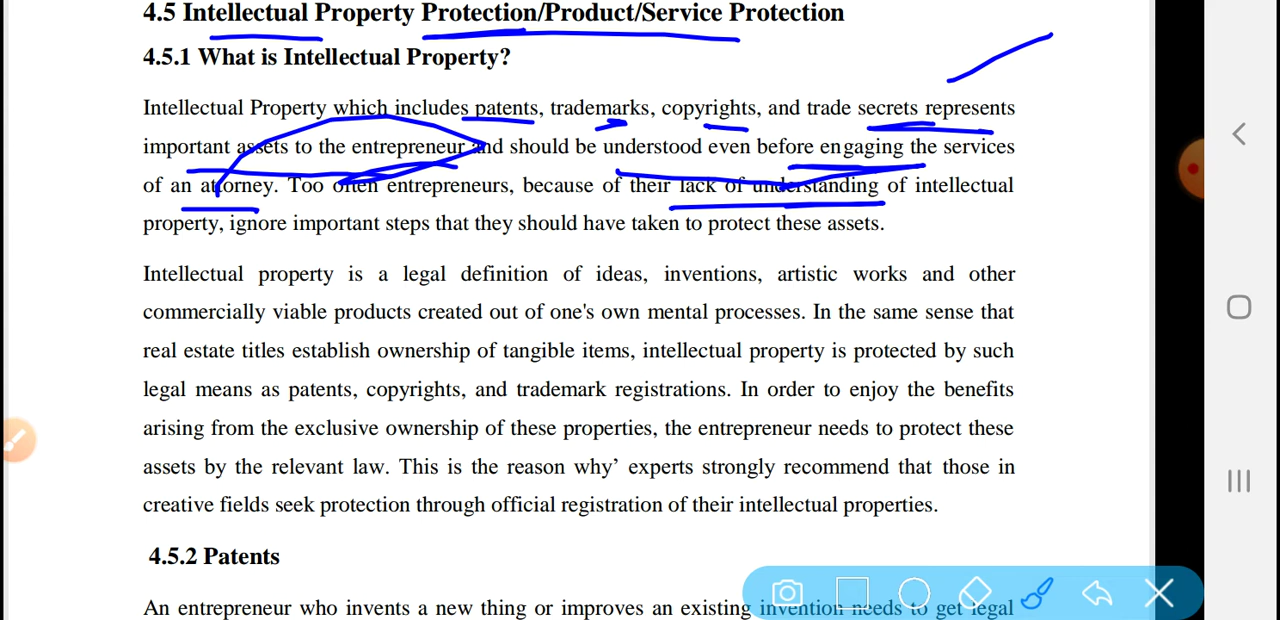 4.5 Intellectual Property Protection/Product/Service Protection
4.5.1 What is Intellectual Property?
Intellectual Property which includes patents, trademarks, copyrights, and trade secrets represents
important assets to the entrepreneur and should be understood even before engaging the services
of an attorney. Too often entrepreneurs, because of their lack of understanding of intellectual
property, ignore important steps that they should have taken to protect these assets.
Intellectual property is a legal definition of ideas, inventions, artistic works and other
commercially viable products created out of one's own mental processes. In the same sense that
real estate titles establish ownership of tangible items, intellectual property is protected by such
legal means as patents, copyrights, and trademark registrations. In order to enjoy the benefits
arising from the exclusive ownership of these properties, the entrepreneur needs to protect these
assets by the relevant law. This is the reason why’ experts strongly recommend that those in
creative fields seek protection through official registration of their intellectual properties.
4.5.2 Patents
An entrepreneur who invents a new thing or improves an existing invention needs to get legal